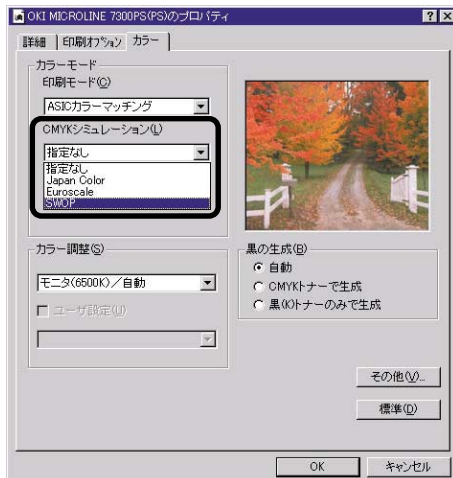 OKI MICROLINE 7300PS(PS)のプロパティ
詳細
印刷オプション
カラー
カラーモード
印刷モード(C)
ASICカラーマッチング
CMYKシミュレーション(L)
指定なし
指定なし
Japan Color
Euroscale
SWOP
カラー調整(S)
モニタ(6500K)／自動
ユーザ設定(U)
黒の生成(B)
自動
CMYKトナーで生成
黒(K)トナーのみで生成
その他(V)...
標準(D)
OK
キャンセル